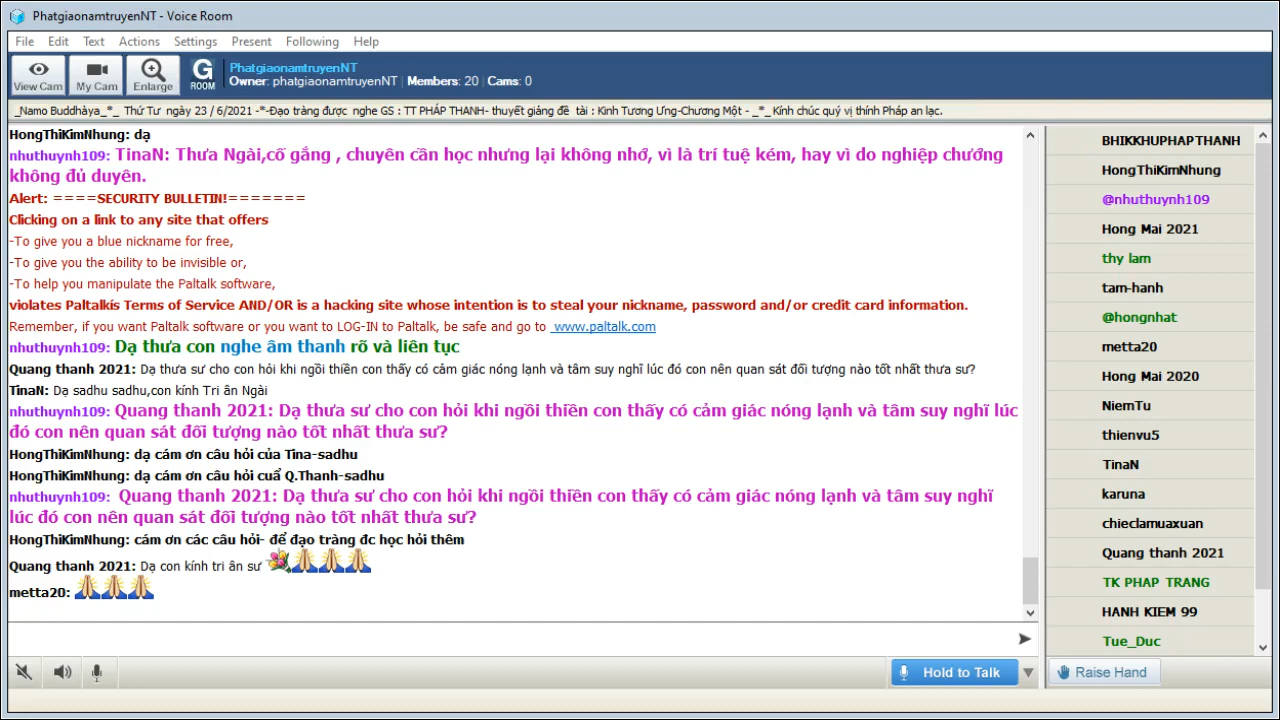 PhatgiaonamtruyenNT - Voice Room
File Edit Text Actions Settings Present Following Help
View Cam
My Cam
Enlarge
G
ROOM
PhatgiaonamtruyenNT
Owner: phatgiaonamtruyenNT | Members: 20 | Cams: 0
_Namo Buddhàya_*_ Thứ Tư ngày 23 / 6/2021 -*-Đạo tràng được nghe GS : TT PHÁP THANH- thuyết giảng đề tài : Kinh Tương Ưng-Chương Một - _*_ Kính chúc quý vị thính Pháp an lạc.
HongThiKimNhung: dạ
nhuthuynh109: TinaN: Thưa Ngài,cố gắng , chuyên cần học nhưng lại không nhớ, vì là trí tuệ kém, hay vì do nghiệp chướng
không đủ duyên.
Alert: ====SECURITY BULLETIN!=======
Clicking on a link to any site that offers
-To give you a blue nickname for free,
-To give you the ability to be invisible or,
-To help you manipulate the Paltalk software,
violates Paltalkís Terms of Service AND/OR is a hacking site whose intention is to steal your nickname, password and/or credit card information.
Remember, if you want Paltalk software or you want to LOG-IN to Paltalk, be safe and go to www.paltalk.com
nhuthuynh109: Dạ thưa con nghe âm thanh rõ và liên tục
Quang thanh 2021: Dạ thưa sư cho con hỏi khi ngồi thiền con thấy có cảm giác nóng lạnh và tâm suy nghĩ lúc đó con nên quan sát đối tượng nào tốt nhất thưa sư?
TinaN: Dạ sadhu sadhu,con kính Tri ân Ngài
nhuthuynh109: Quang thanh 2021: Dạ thưa sư cho con hỏi khi ngồi thiền con thấy có cảm giác nóng lạnh và tâm suy nghĩ lúc
đó con nên quan sát đối tượng nào tốt nhất thưa sư?
HongThiKimNhung: dạ cám ơn câu hỏi của Tina-sadhu
HongThiKimNhung: dạ cám ơn câu hỏi cuẩ Q.Thanh-sadhu
nhuthuynh109: Quang thanh 2021: Dạ thưa sư cho con hỏi khi ngồi thiền con thấy có cảm giác nóng lạnh và tâm suy nghĩ
lúc đó con nên quan sát đối tượng nào tốt nhất thưa sư?
HongThiKimNhung: cám ơn các câu hỏi- để đạo tràng đc học hỏi thêm
Quang thanh 2021: Dạ con kính tri ân sư
metta20:
Hold to Talk
BHIKKHUPHAPTHANH
HongThiKimNhung
@nhuthuynh109
Hong Mai 2021
thy lam
tam-hanh
@hongnhat
metta20
Hong Mai 2020
NiemTu
thienvu5
TinaN
karuna
chieclamuaxuan
Quang thanh 2021
TK PHAP TRANG
HANH KIEM 99
Tue_Duc
Raise Hand